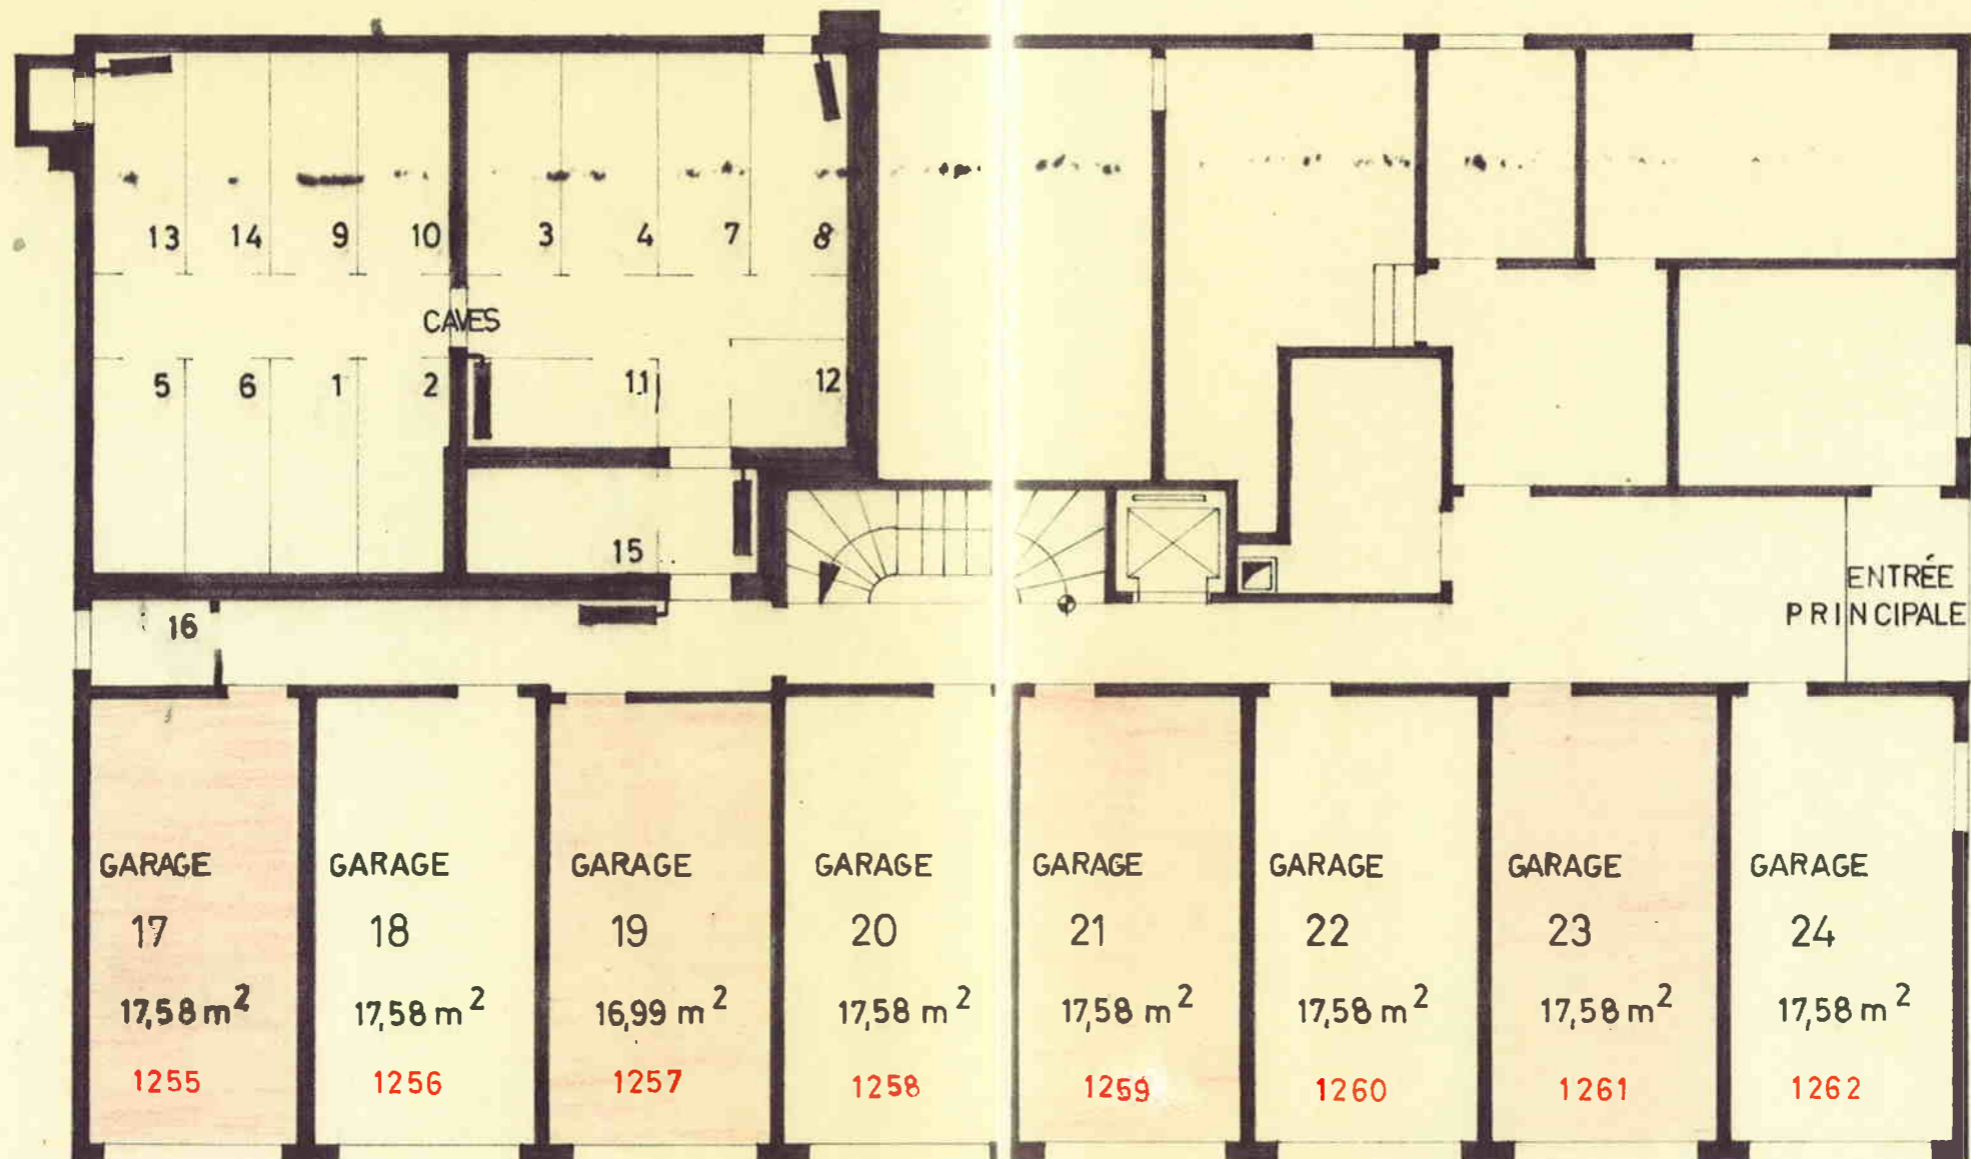 13 14 9 10 3 4 7 8
CAVES
5 6 1 2 11 12
15
ENTRÉE
PRINCIPALE
16
GARAGE GARAGE GARAGE GARAGE GARAGE GARAGE GARAGE GARAGE
17 18 19 20 21 22 23 24
17,58 m² 17,58 m² 16,99 m² 17,58 m² 17,58 m² 17,58 m² 17,58 m² 17,58 m²
1255 1256 1257 1258 1259 1260 1261 1262